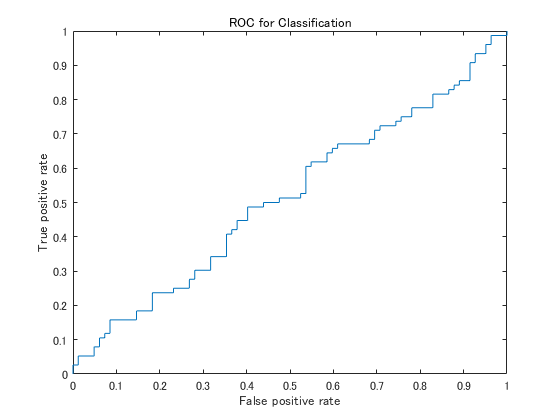 ROC for Classification
1
0.9
0.8
0.7
0.6
0.5
0.4
0.3
0.2
0.1
0
True positive rate
0 0.1 0.2 0.3 0.4 0.5 0.6 0.7 0.8 0.9 1
False positive rate